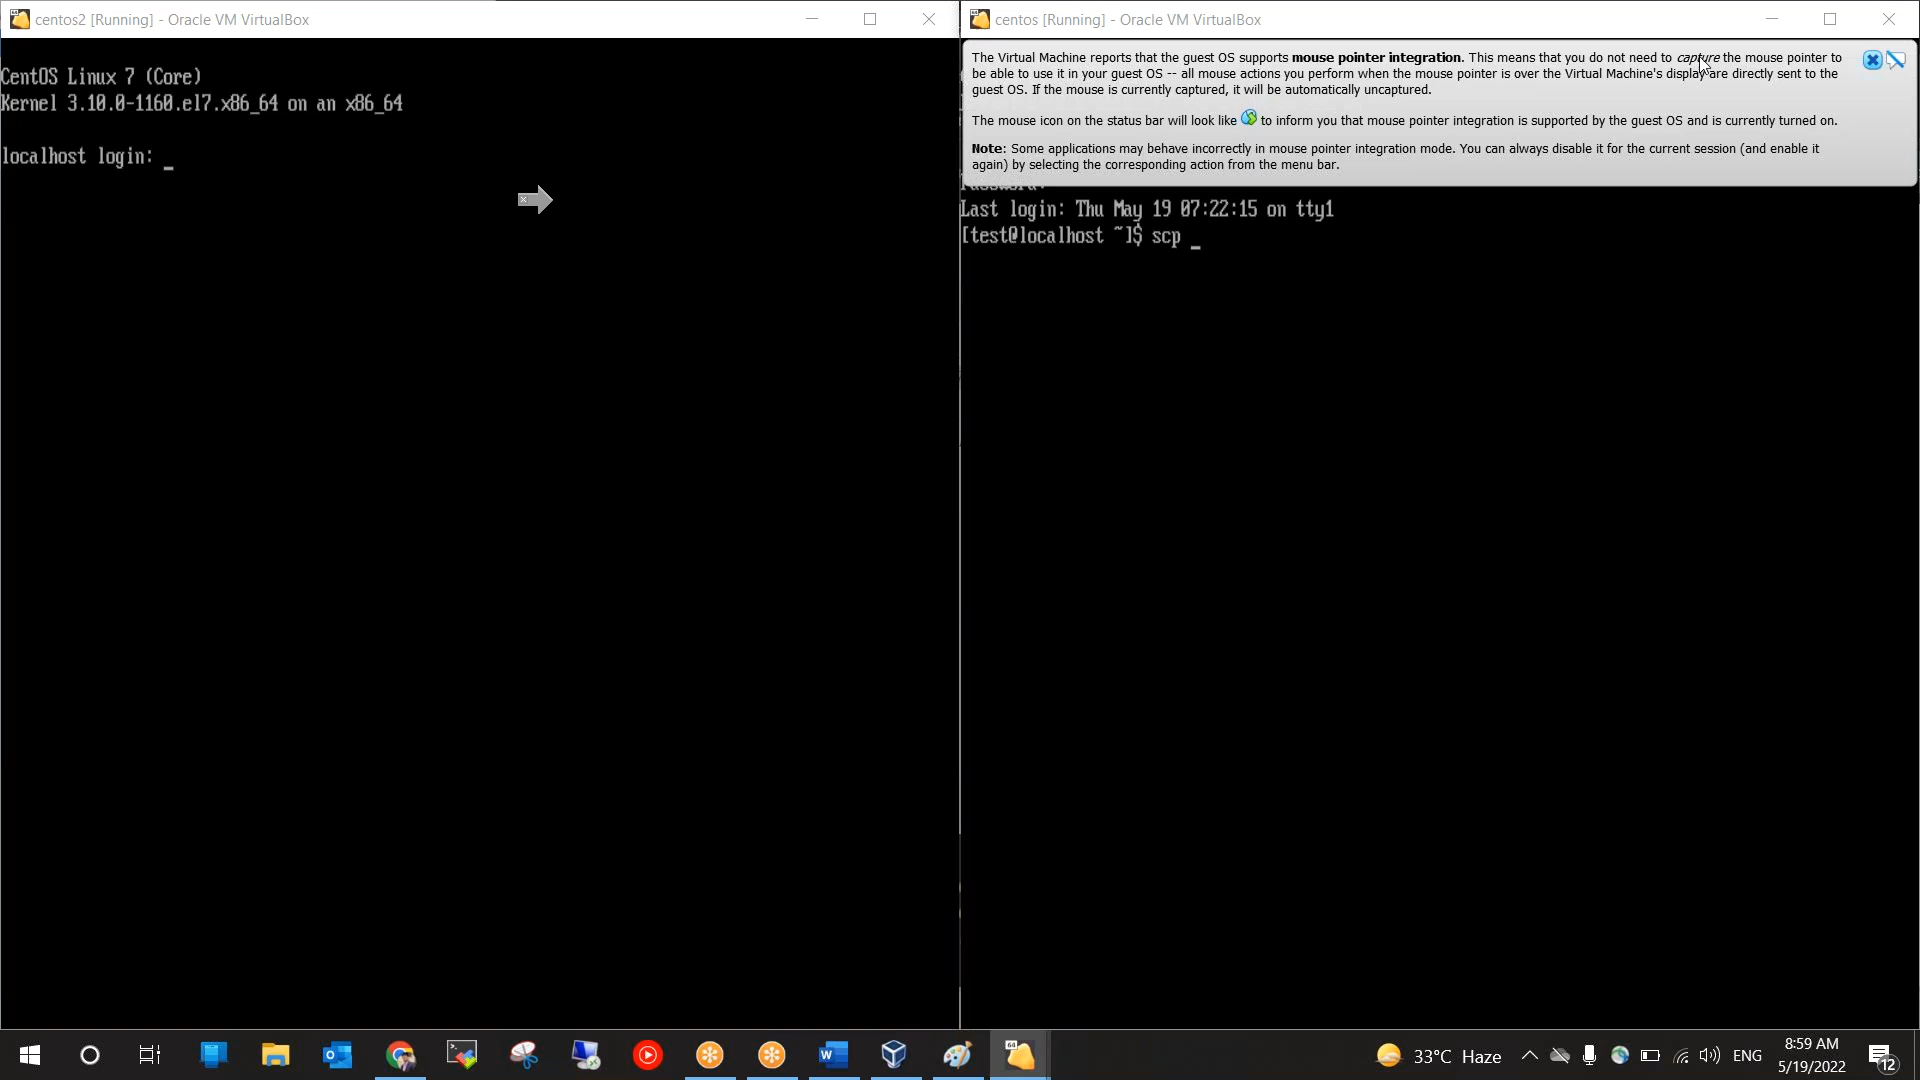 centos2 [Running] - Oracle VM VirtualBox
CentOS Linux 7 (Core)
Kernel 3.10.0-1160.el7.x86_64 on an x86_64
localhost login: _
centos [Running] - Oracle VM VirtualBox
The Virtual Machine reports that the guest OS supports mouse pointer integration. This means that you do not need to capture the mouse pointer to
be able to use it in your guest OS -- all mouse actions you perform when the mouse pointer is over the Virtual Machine's display are directly sent to the
guest OS. If the mouse is currently captured, it will be automatically uncaptured.
The mouse icon on the status bar will look like to inform you that mouse pointer integration is supported by the guest OS and is currently turned on.
Note: Some applications may behave incorrectly in mouse pointer integration mode. You can always disable it for the current session (and enable it
again) by selecting the corresponding action from the menu bar.
Last login: Thu May 19 07:22:15 on tty1
[test@localhost ~]$ scp _
33°C Haze
ENG
8:59 AM
5/19/2022
12